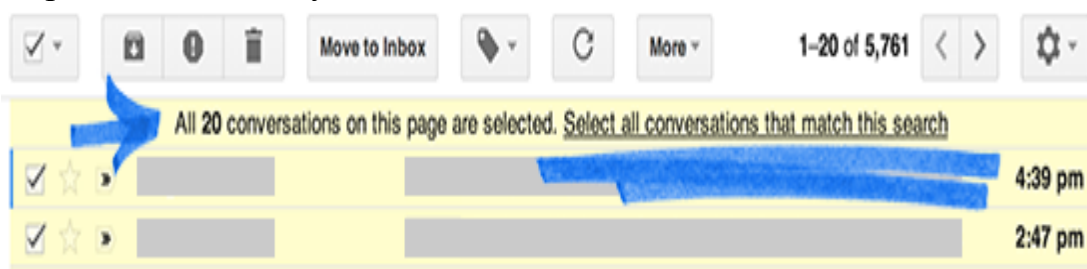 Move to Inbox More 1–20 of 5,761
All 20 conversations on this page are selected. Select all conversations that match this search
4:39 pm
2:47 pm